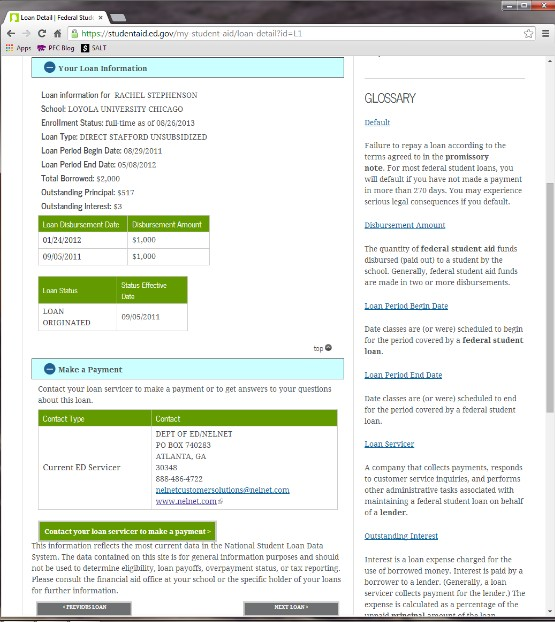 Loan Detail | Federal Stud
https://studentaid.ed.gov/my-student-aid/loan-detail?id=L1
Apps
PFC Blog
SALT
Your Loan Information
Loan information for RACHEL STEPHENSON
School: LOYOLA UNIVERSITY CHICAGO
Enrollment Status: full-time as of 08/26/2013
Loan Type: DIRECT STAFFORD UNSUBSIDIZED
Loan Period Begin Date: 08/29/2011
Loan Period End Date: 05/08/2012
Total Borrowed: $2,000
Outstanding Principal: $517
Outstanding Interest: $3
Loan Disbursement Date Disbursement Amount
01/24/2012 $1,000
09/05/2011 $1,000
Loan Status Status Effective
Date
LOAN
ORIGINATED 09/05/2011
top
Make a Payment
Contact your loan servicer to make a payment or to get answers to your questions
about this loan.
Contact Type Contact
Current ED Servicer
DEPT OF ED/NELNET
PO BOX 740283
ATLANTA, GA
30348
888-486-4722
nelnetcustomersolutions@nelnet.com
www.nelnet.com
Contact your loan servicer to make a payment >
This information reflects the most current data in the National Student Loan Data
System. The data contained on this site is for general information purposes and should
not be used to determine eligibility, loan payoffs, overpayment status, or tax reporting.
Please consult the financial aid office at your school or the specific holder of your loans
for further information.
‹ PREVIOUS LOAN
NEXT LOAN ›
GLOSSARY
Default
Failure to repay a loan according to the
terms agreed to in the promissory
note. For most federal student loans, you
will default if you have not made a payment
in more than 270 days. You may experience
serious legal consequences if you default.
Disbursement Amount
The quantity of federal student aid funds
disbursed (paid out) to a student by the
school. Generally, federal student aid funds
are made in two or more disbursements.
Loan Period Begin Date
Date classes are (or were) scheduled to begin
for the period covered by a federal student
loan.
Loan Period End Date
Date classes are (or were) scheduled to end
for the period covered by a federal student
loan.
Loan Servicer
A company that collects payments, responds
to customer service inquiries, and performs
other administrative tasks associated with
maintaining a federal student loan on behalf
of a lender.
Outstanding Interest
Interest is a loan expense charged for the
use of borrowed money. Interest is paid by a
borrower to a lender. (Generally, a loan
servicer collects payment for the lender.) The
expense is calculated as a percentage of the
unpaid principal amount of the loan